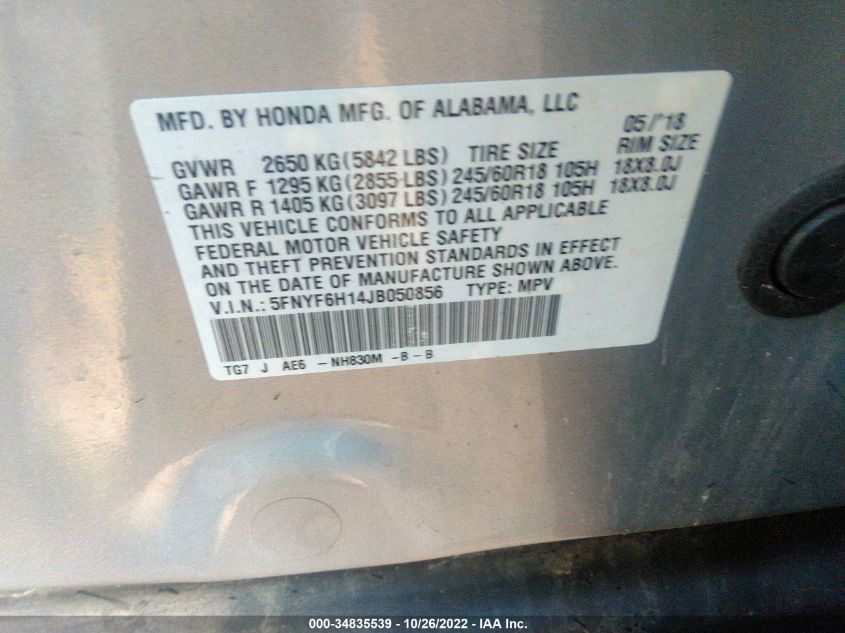 MFD. BY HONDA MFG. OF ALABAMA, LLC 05/'18
GVWR 2650 KG(5842 LBS) TIRE SIZE RIM SIZE
GAWR F 1295 KG(2855 LBS) 245/60R18 105H 18X8.0J
GAWR R 1405 KG(3097 LBS) 245/60R18 105H 18X8.0J
THIS VEHICLE CONFORMS TO ALL APPLICABLE
FEDERAL MOTOR VEHICLE SAFETY
AND THEFT PREVENTION STANDARDS IN EFFECT
ON THE DATE OF MANUFACTURE SHOWN ABOVE.
V.I.N.: 5FNYF6H14JB050856 TYPE: MPV
TG7 J AE6 -NH830M -B-B
000-34835539 - 10/26/2022 - IAA Inc.